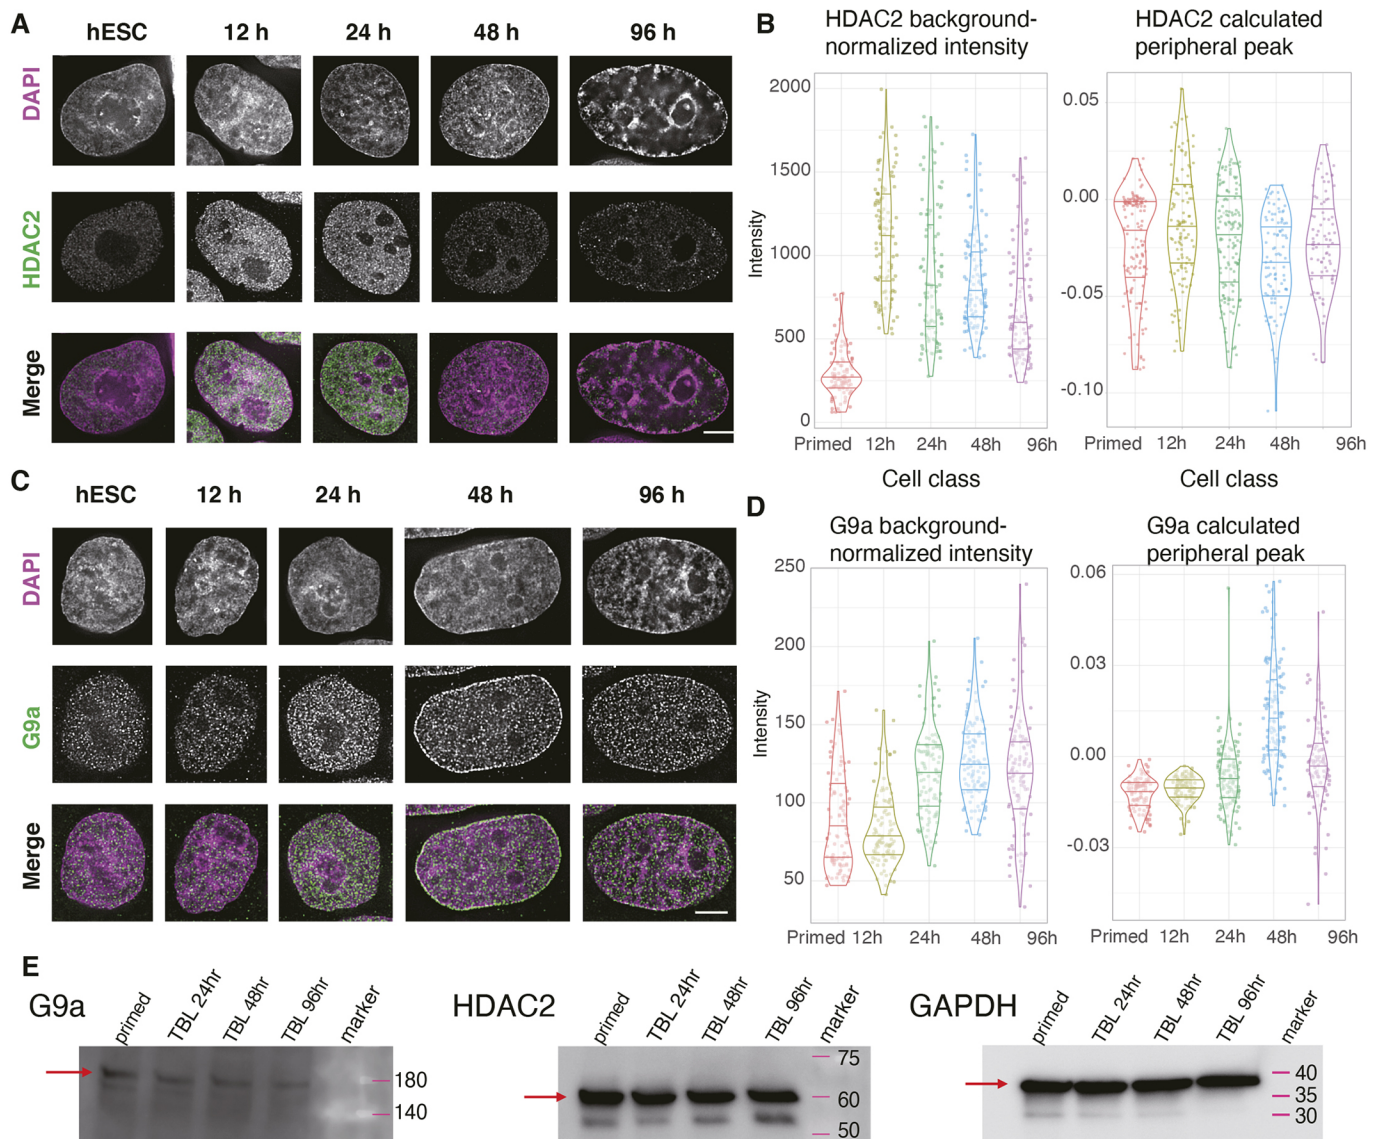 A
hESC
12 h
24 h
48 h
96 h
DAPI
HDAC2
Merge
B
HDAC2 background-
normalized intensity
Intensity
2000
1500
1000
500
0
Primed
12h
24h
48h
96h
Cell class
HDAC2 calculated
peripheral peak
0.05
0.00
-0.05
-0.10
Primed
12h
24h
48h
96h
Cell class
C
hESC
12 h
24 h
48 h
96 h
DAPI
G9a
Merge
D
G9a background-
normalized intensity
Intensity
250
200
150
100
50
Primed
12h
24h
48h
96h
G9a calculated
peripheral peak
0.06
0.03
0.00
-0.03
Primed
12h
24h
48h
96h
E
G9a
primed
TBL 24hr
TBL 48hr
TBL 96hr
marker
180
140
HDAC2
primed
TBL 24hr
TBL 48hr
TBL 96hr
marker
75
60
50
GAPDH
primed
TBL 24hr
TBL 48hr
TBL 96hr
marker
40
35
30